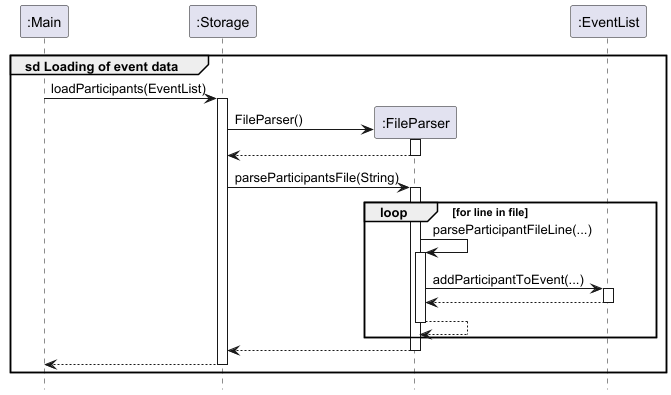 :Main
:Storage
:EventList
sd Loading of event data
loadParticipants(EventList)
FileParser()
:FileParser
parseParticipantsFile(String)
loop
[for line in file]
parseParticipantFileLine(...)
addParticipantToEvent(...)